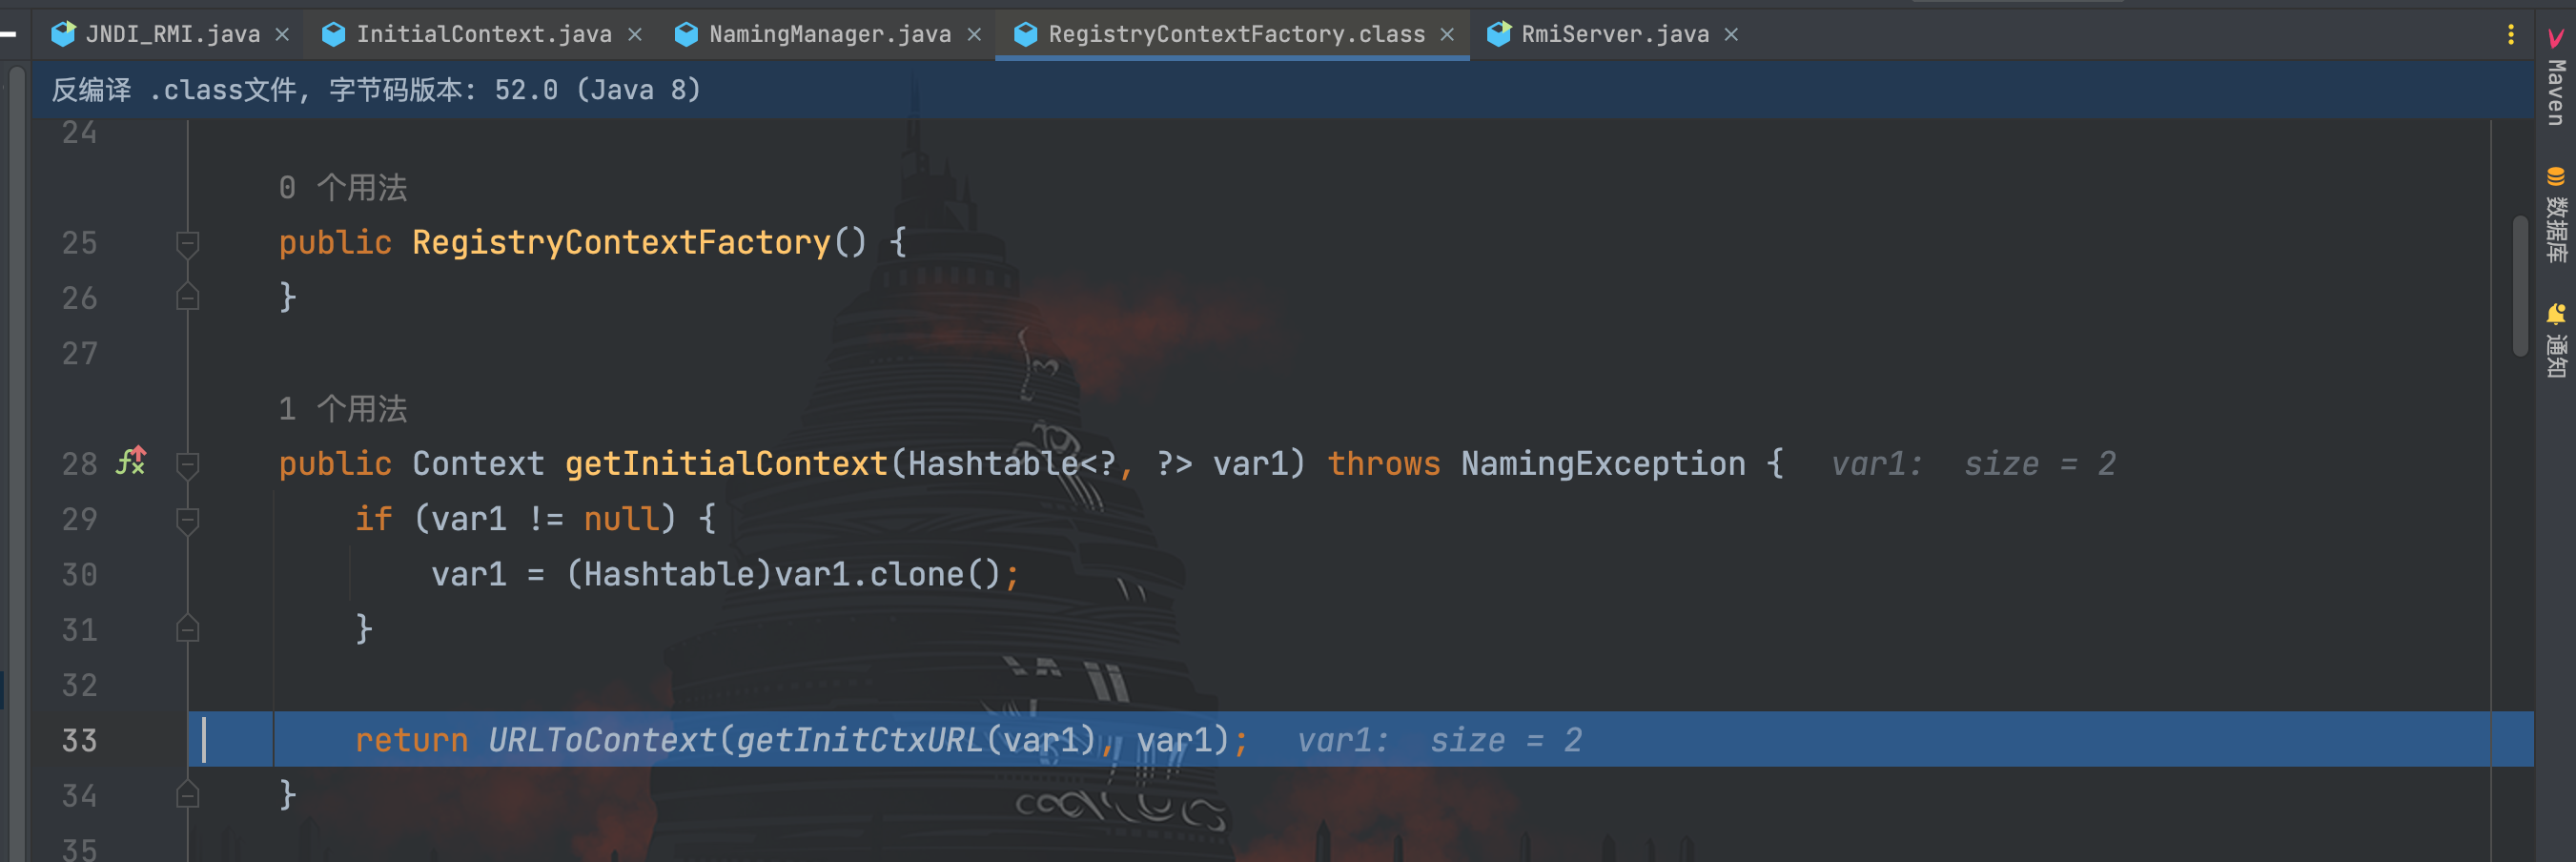 JNDI_RMI.java InitialContext.java NamingManager.java RegistryContextFactory.class RmiServer.java
反编译 .class文件, 字节码版本: 52.0 (Java 8)
24
0 个用法
25 public RegistryContextFactory() {
26 }
27
1 个用法
28 public Context getInitialContext(Hashtable<?, ?> var1) throws NamingException { var1: size = 2
29 if (var1 != null) {
30 var1 = (Hashtable)var1.clone();
31 }
32
33 return URLToContext(getInitCtxURL(var1), var1); var1: size = 2
34 }
35
Maven
数据库
通知